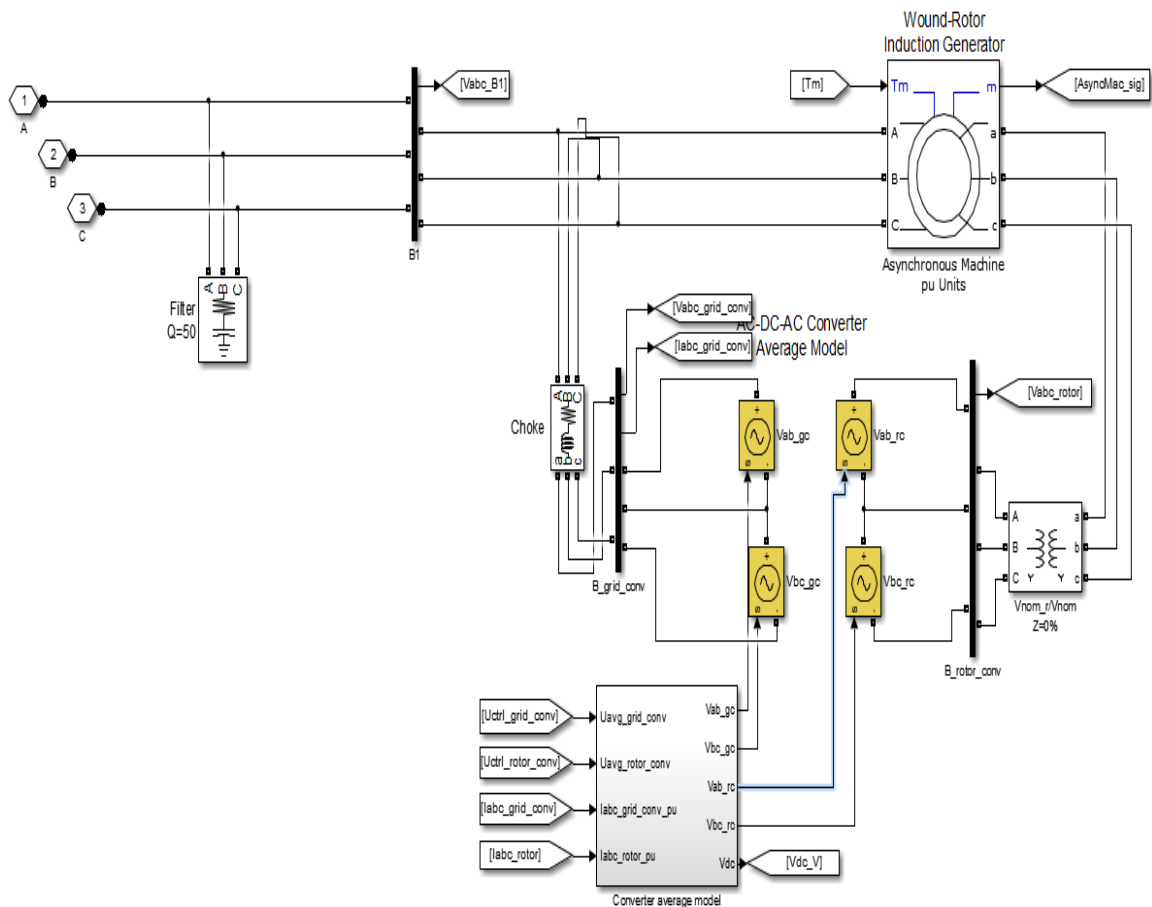 Wound-Rotor
Induction Generator
1
A
2
B
3
C
[Vabc_B1]
B1
[Tm]
Tm
m
[AsyncMac_sig]
A
a
B
b
C
c
Asynchronous Machine
pu Units
Filter
Q=50
A
B
C
[Vabc_grid_conv]
[Iabc_grid_conv]
AC-DC-AC Converter
Average Model
Choke
A
B
C
a
b
c
B_grid_conv
+
Vab_gc
s
-
+
Vab_rc
s
-
+
Vbc_gc
s
-
+
Vbc_rc
s
-
[Vabc_rotor]
B_rotor_conv
A
a
B
b
C
c
Y
Y
Vnom_r/Vnom
Z=0%
[Uctrl_grid_conv]
[Uctrl_rotor_conv]
[Iabc_grid_conv]
[Iabc_rotor]
Uavg_grid_conv
Uavg_rotor_conv
Iabc_grid_conv_pu
Iabc_rotor_pu
Vab_gc
Vbc_gc
Vab_rc
Vbc_rc
Vdc
[Vdc_V]
Converter average model